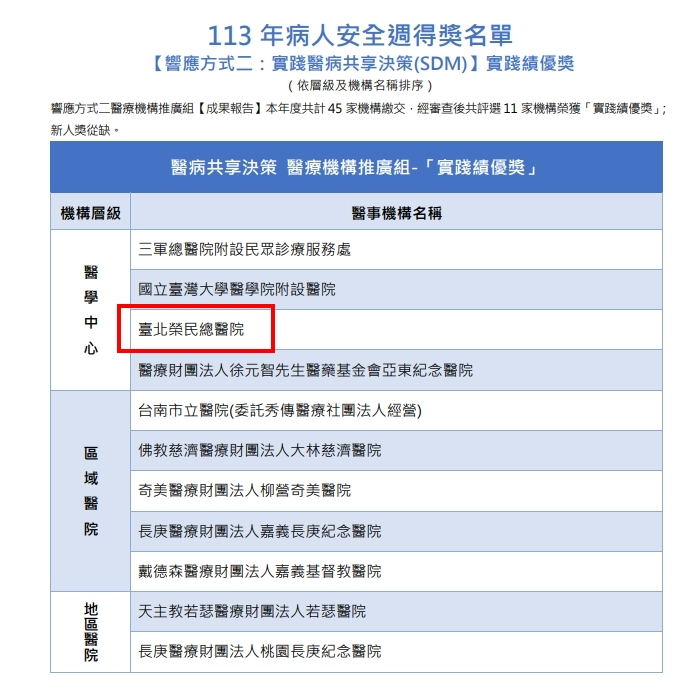 113 年病人安全週得獎名單
【響應方式二：實踐醫病共享決策(SDM)】實踐績優獎
（依層級及機構名稱排序）
響應方式二醫療機構推廣組【成果報告】本年度共計 45 家機構繳交，經審查後共評選 11 家機構榮獲「實踐績優獎」；
新人獎從缺。
醫病共享決策 醫療機構推廣組-「實踐績優獎」
機構層級 醫事機構名稱
醫學中心
三軍總醫院附設民眾診療服務處
國立臺灣大學醫學院附設醫院
臺北榮民總醫院
醫療財團法人徐元智先生醫藥基金會亞東紀念醫院
區域醫院
台南市立醫院(委託秀傳醫療社團法人經營)
佛教慈濟醫療財團法人大林慈濟醫院
奇美醫療財團法人柳營奇美醫院
長庚醫療財團法人嘉義長庚紀念醫院
戴德森醫療財團法人嘉義基督教醫院
地區醫院
天主教若瑟醫療財團法人若瑟醫院
長庚醫療財團法人桃園長庚紀念醫院